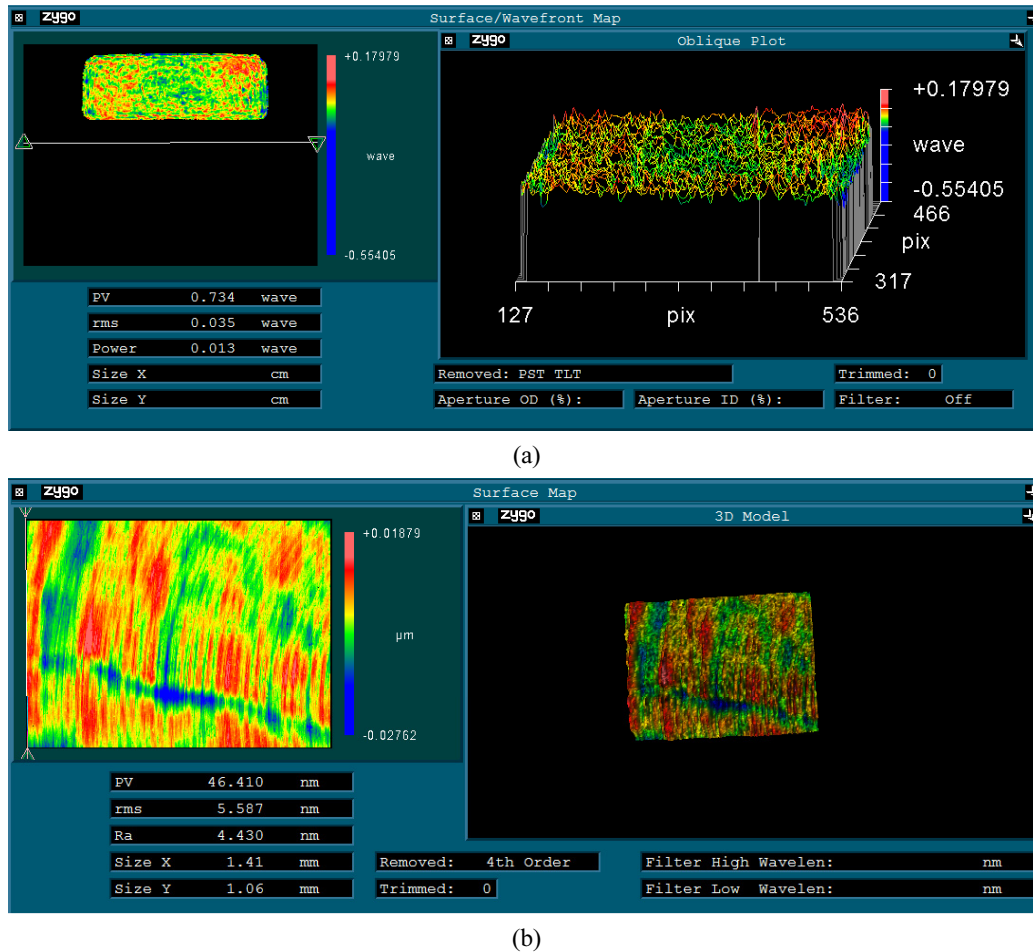 zygo Surface/Wavefront Map
+0.17979
wave
-0.55405
zygo Oblique Plot
+0.17979
wave
-0.55405
466
pix
317
127 pix 536
PV 0.734 wave
rms 0.035 wave
Power 0.013 wave
Size X cm
Size Y cm
Removed: PST TLT Trimmed: 0
Aperture OD (%): Aperture ID (%): Filter: Off
(a)
zygo Surface Map
+0.01879
µm
-0.02762
zygo 3D Model
PV 46.410 nm
rms 5.587 nm
Ra 4.430 nm
Size X 1.41 mm
Size Y 1.06 mm
Removed: 4th Order
Trimmed: 0
Filter High Wavelen: nm
Filter Low Wavelen: nm
(b)